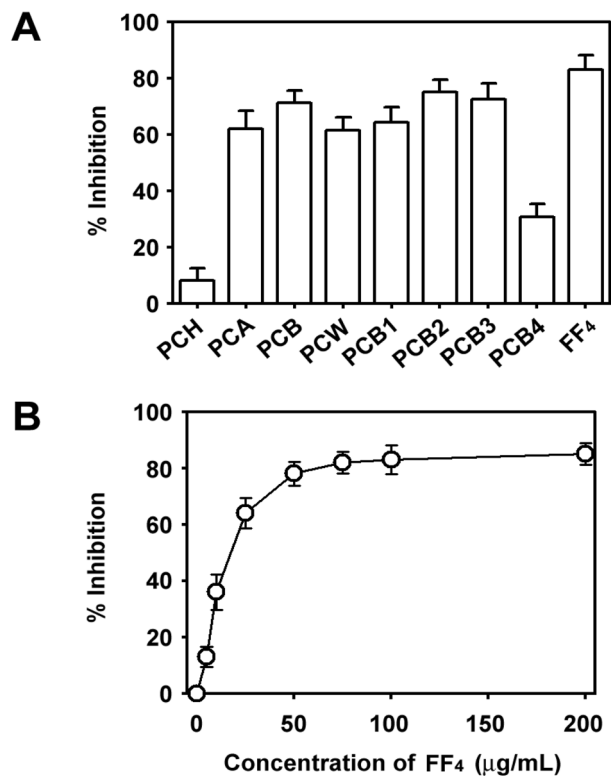 A
100
80
60
40
20
0
% Inhibition
PCH PCA PCB PCW PCB1 PCB2 PCB3 PCB4 FF₄
B
100
80
60
40
20
0
% Inhibition
0 50 100 150 200
Concentration of FF₄ (μg/mL)